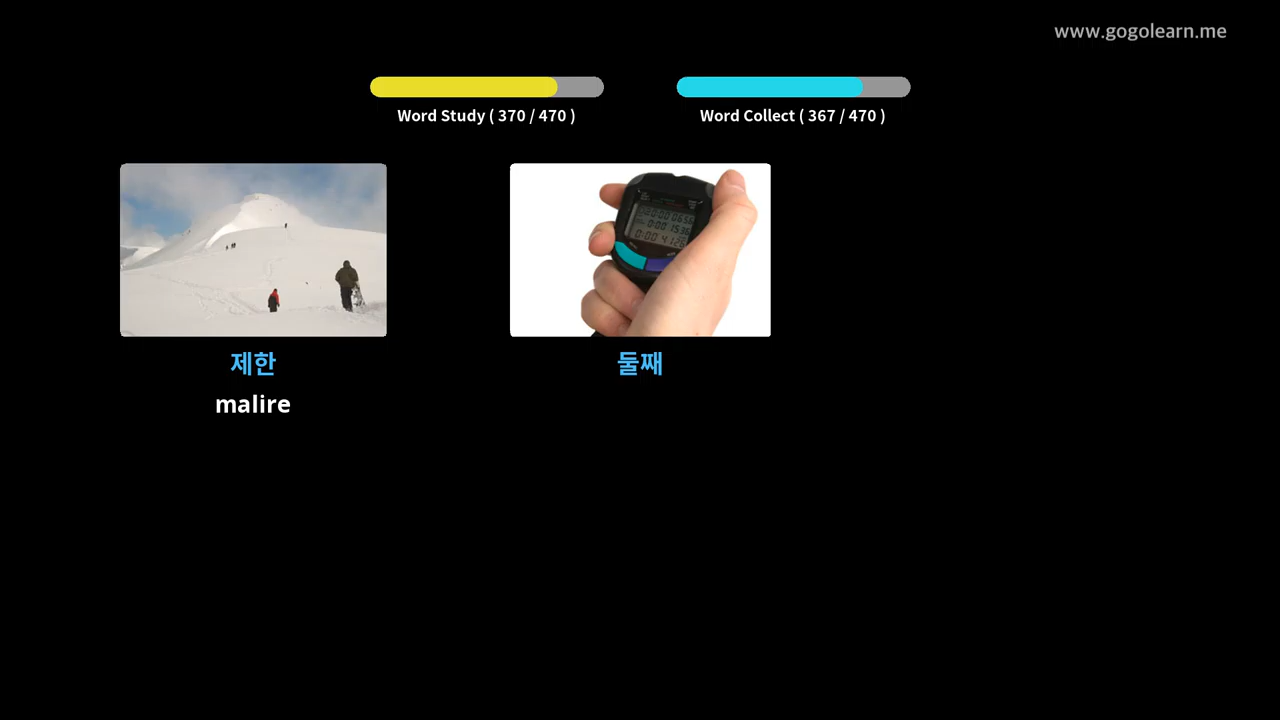 www.gogolearn.me
Word Study ( 370 / 470 )
Word Collect ( 367 / 470 )
제한
둘째
malire